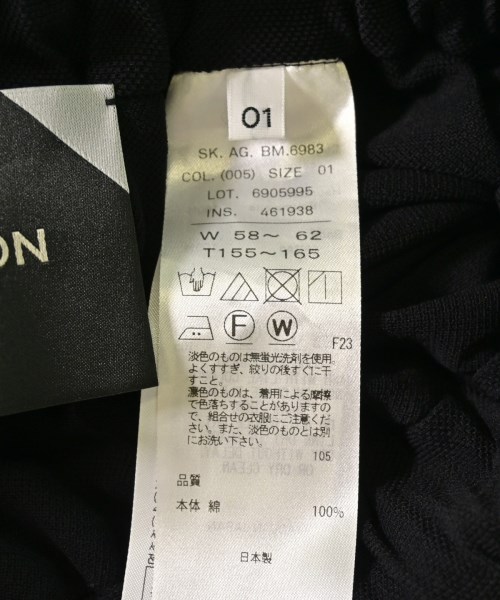 01
SK. AG. BM.6983
COL. (005) SIZE 01
LOT. 6905995
INS. 461938
W 58~ 62
T155~165
F
W
F23
淡色のものは無蛍光洗剤を使用。
よくすすぎ、絞りの後すぐに干
すこと。
濃色のものは、着用による摩擦
で色落ちすることがありますの
で、組合せの衣服にご注意くだ
さい。また、淡色のものとは別
にお洗い下さい。
105
品質
本体 綿 100%
日本製
ON